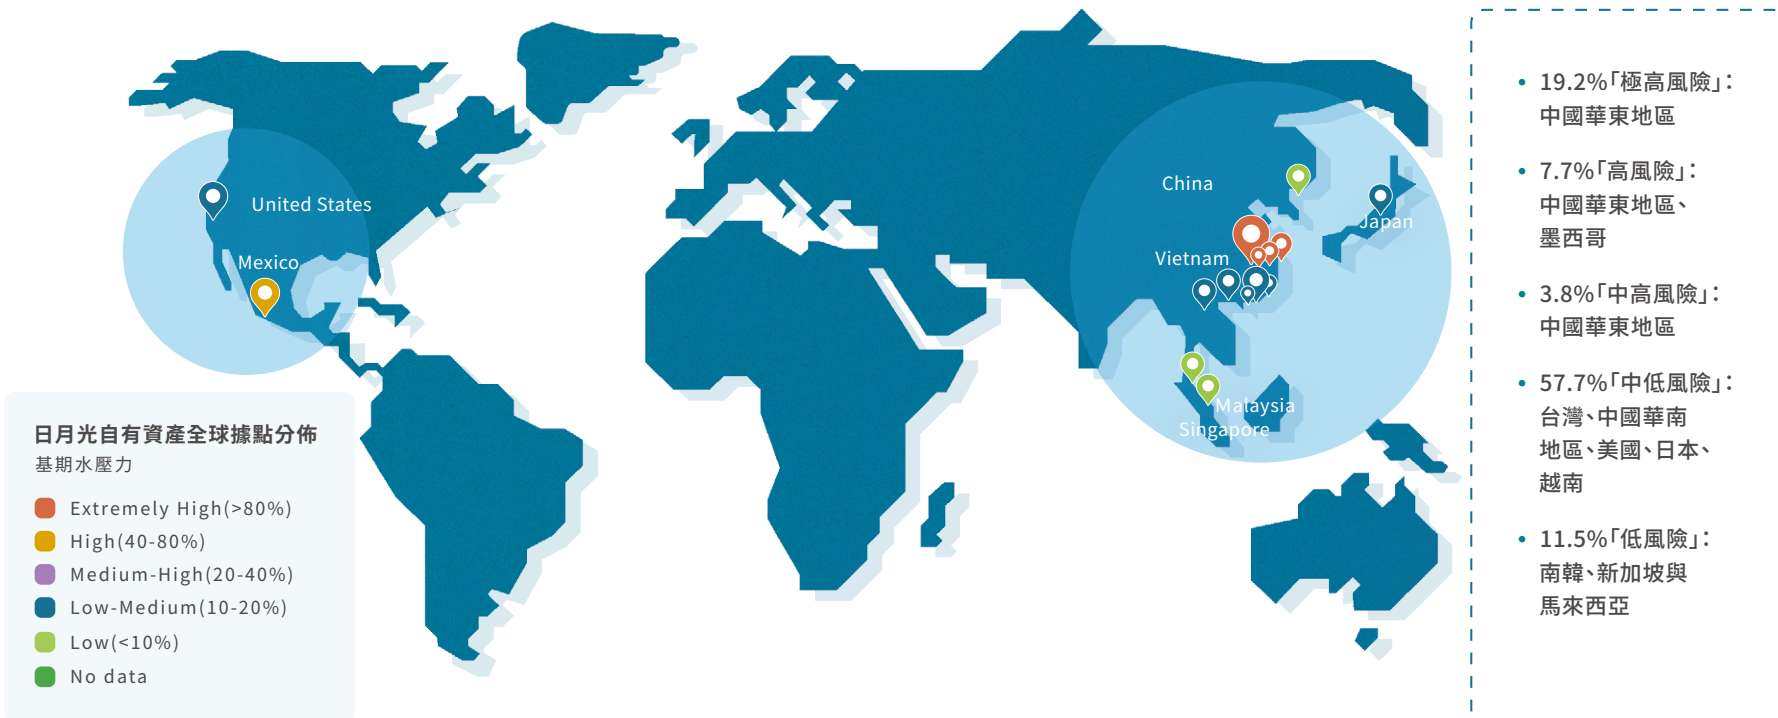 United States
Mexico
China
Japan
Vietnam
Malaysia
Singapore
日月光自有資產全球據點分佈
基期水壓力
Extremely High(>80%)
High(40-80%)
Medium-High(20-40%)
Low-Medium(10-20%)
Low(<10%)
No data
• 19.2%「極高風險」：
中國華東地區
• 7.7%「高風險」：
中國華東地區、
墨西哥
• 3.8%「中高風險」：
中國華東地區
• 57.7%「中低風險」：
台灣、中國華南
地區、美國、日本、
越南
• 11.5%「低風險」：
南韓、新加坡與
馬來西亞